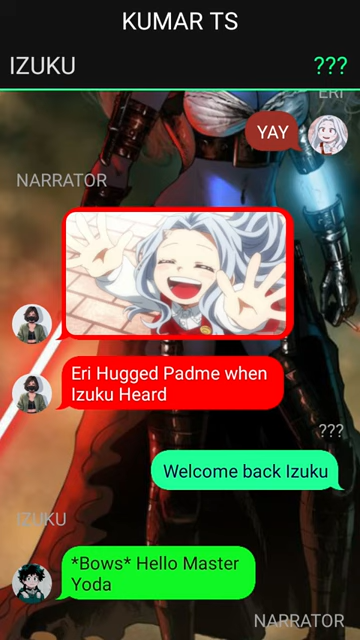 KUMAR TS
IZUKU
???
ERI
YAY
NARRATOR
Eri Hugged Padme when
Izuku Heard
???
Welcome back Izuku
IZUKU
*Bows* Hello Master
Yoda
NARRATOR